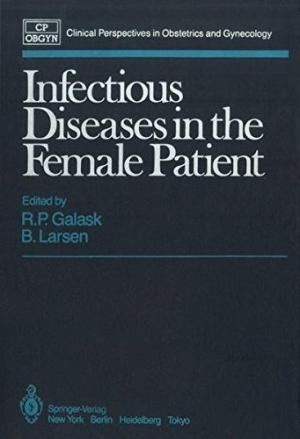 CP
OBGYN
Clinical Perspectives in Obstetrics and Gynecology
Infectious
Diseases in the
Female Patient
Edited by
R.P. Galask
B. Larsen
Springer-Verlag
New York Berlin Heidelberg Tokyo